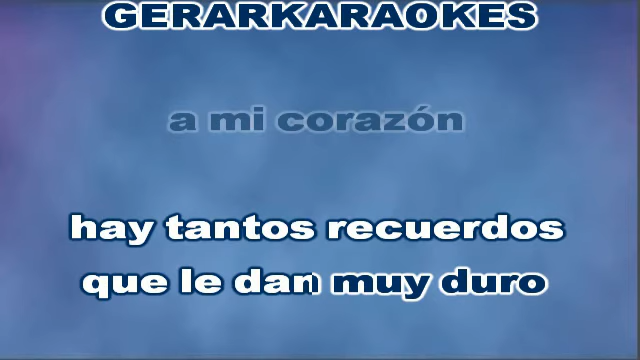 GERARKARAOKES
a mi corazón
hay tantos recuerdos
que le dan muy duro